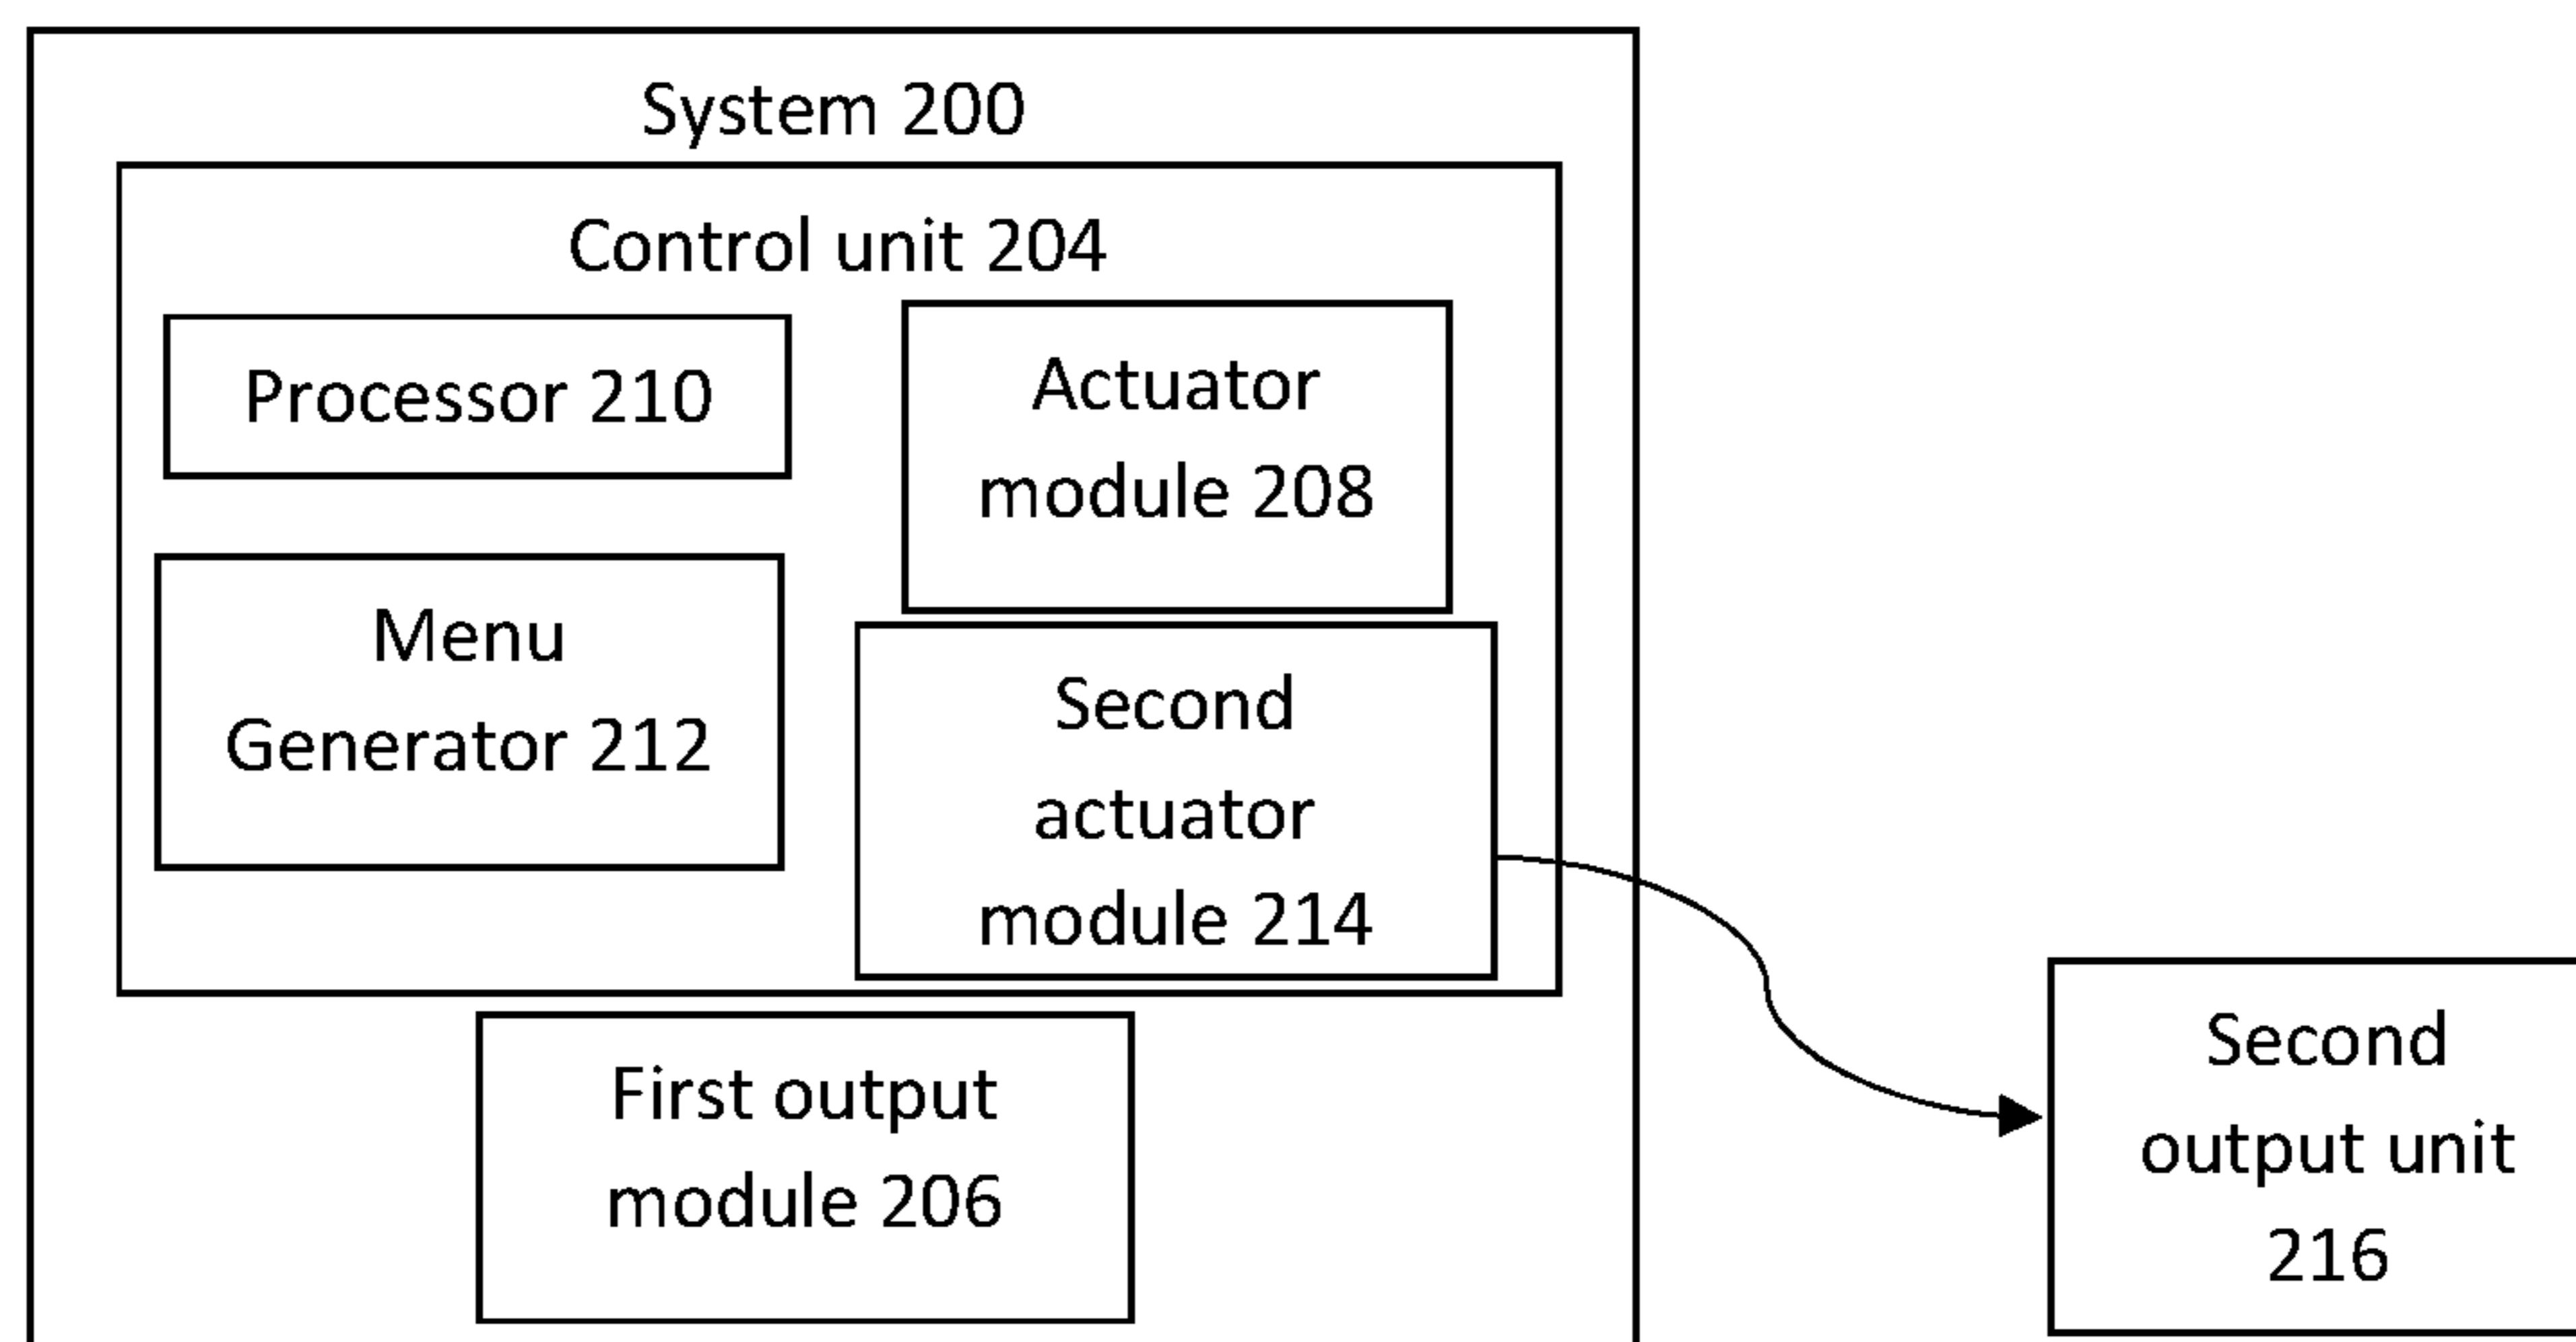 System 200
Control unit 204
Processor 210
Actuator
module 208
Menu
Generator 212
Second
actuator
module 214
First output
module 206
Second
output unit
216